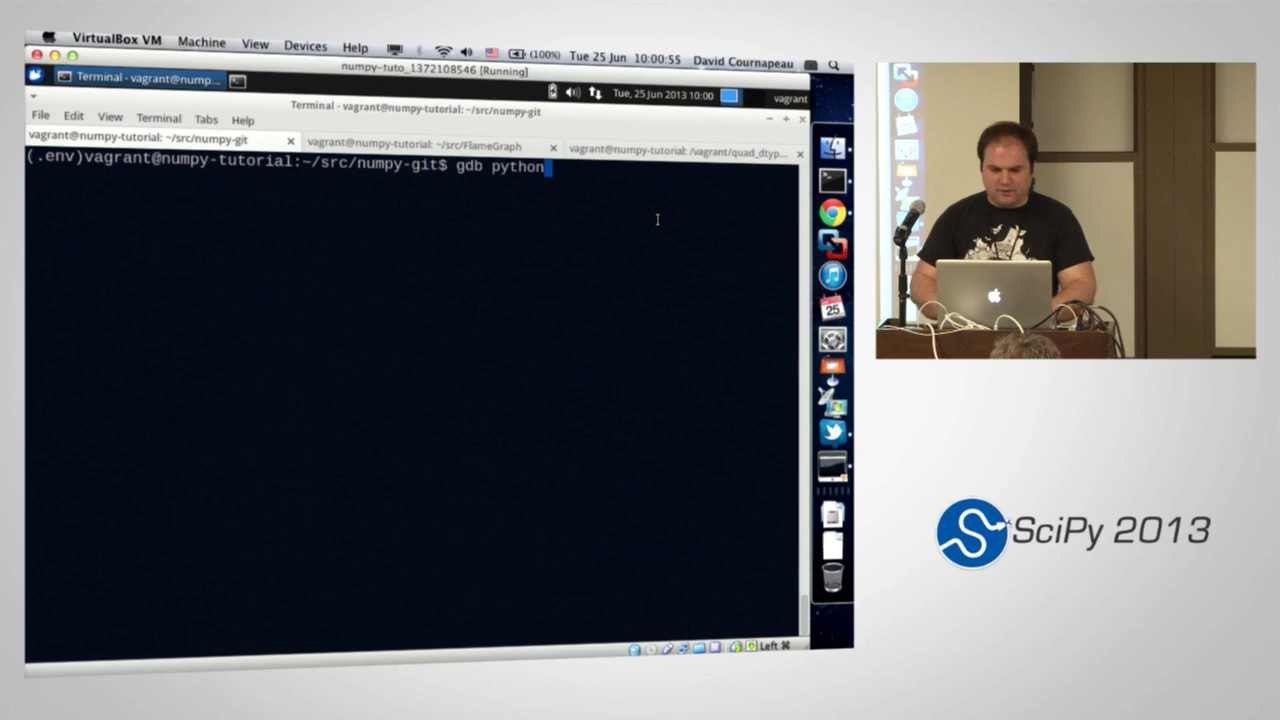 VirtualBox VM Machine View Devices Help (100%) Tue 25 Jun 10:00:55 David Cournapeau
numpy-tuto_1372108546 [Running]
Terminal - vagrant@nump... Tue, 25 Jun 2013 10:00 vagrant
Terminal - vagrant@numpy-tutorial: ~/src/numpy-git
File Edit View Terminal Tabs Help
vagrant@numpy-tutorial: ~/src/numpy-git vagrant@numpy-tutorial: ~/src/FlameGraph vagrant@numpy-tutorial: /vagrant/quad_dtyp...
(.env)vagrant@numpy-tutorial:~/src/numpy-git$ gdb python
25
Left ⌘
SciPy 2013